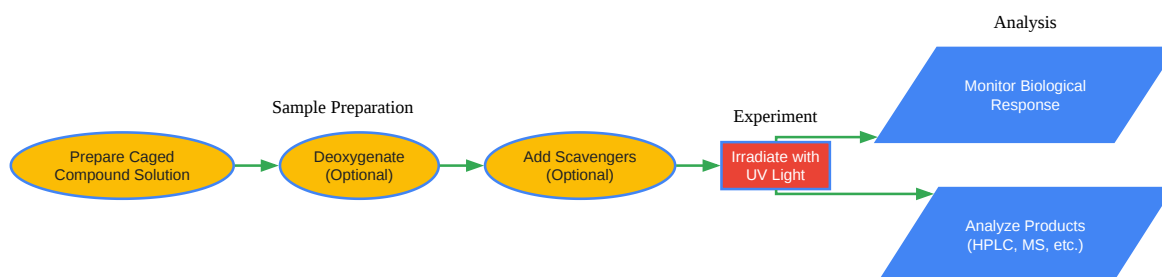 Sample Preparation
Prepare Caged
Compound Solution
Deoxygenate
(Optional)
Add Scavengers
(Optional)
Experiment
Irradiate with
UV Light
Analysis
Monitor Biological
Response
Analyze Products
(HPLC, MS, etc.)